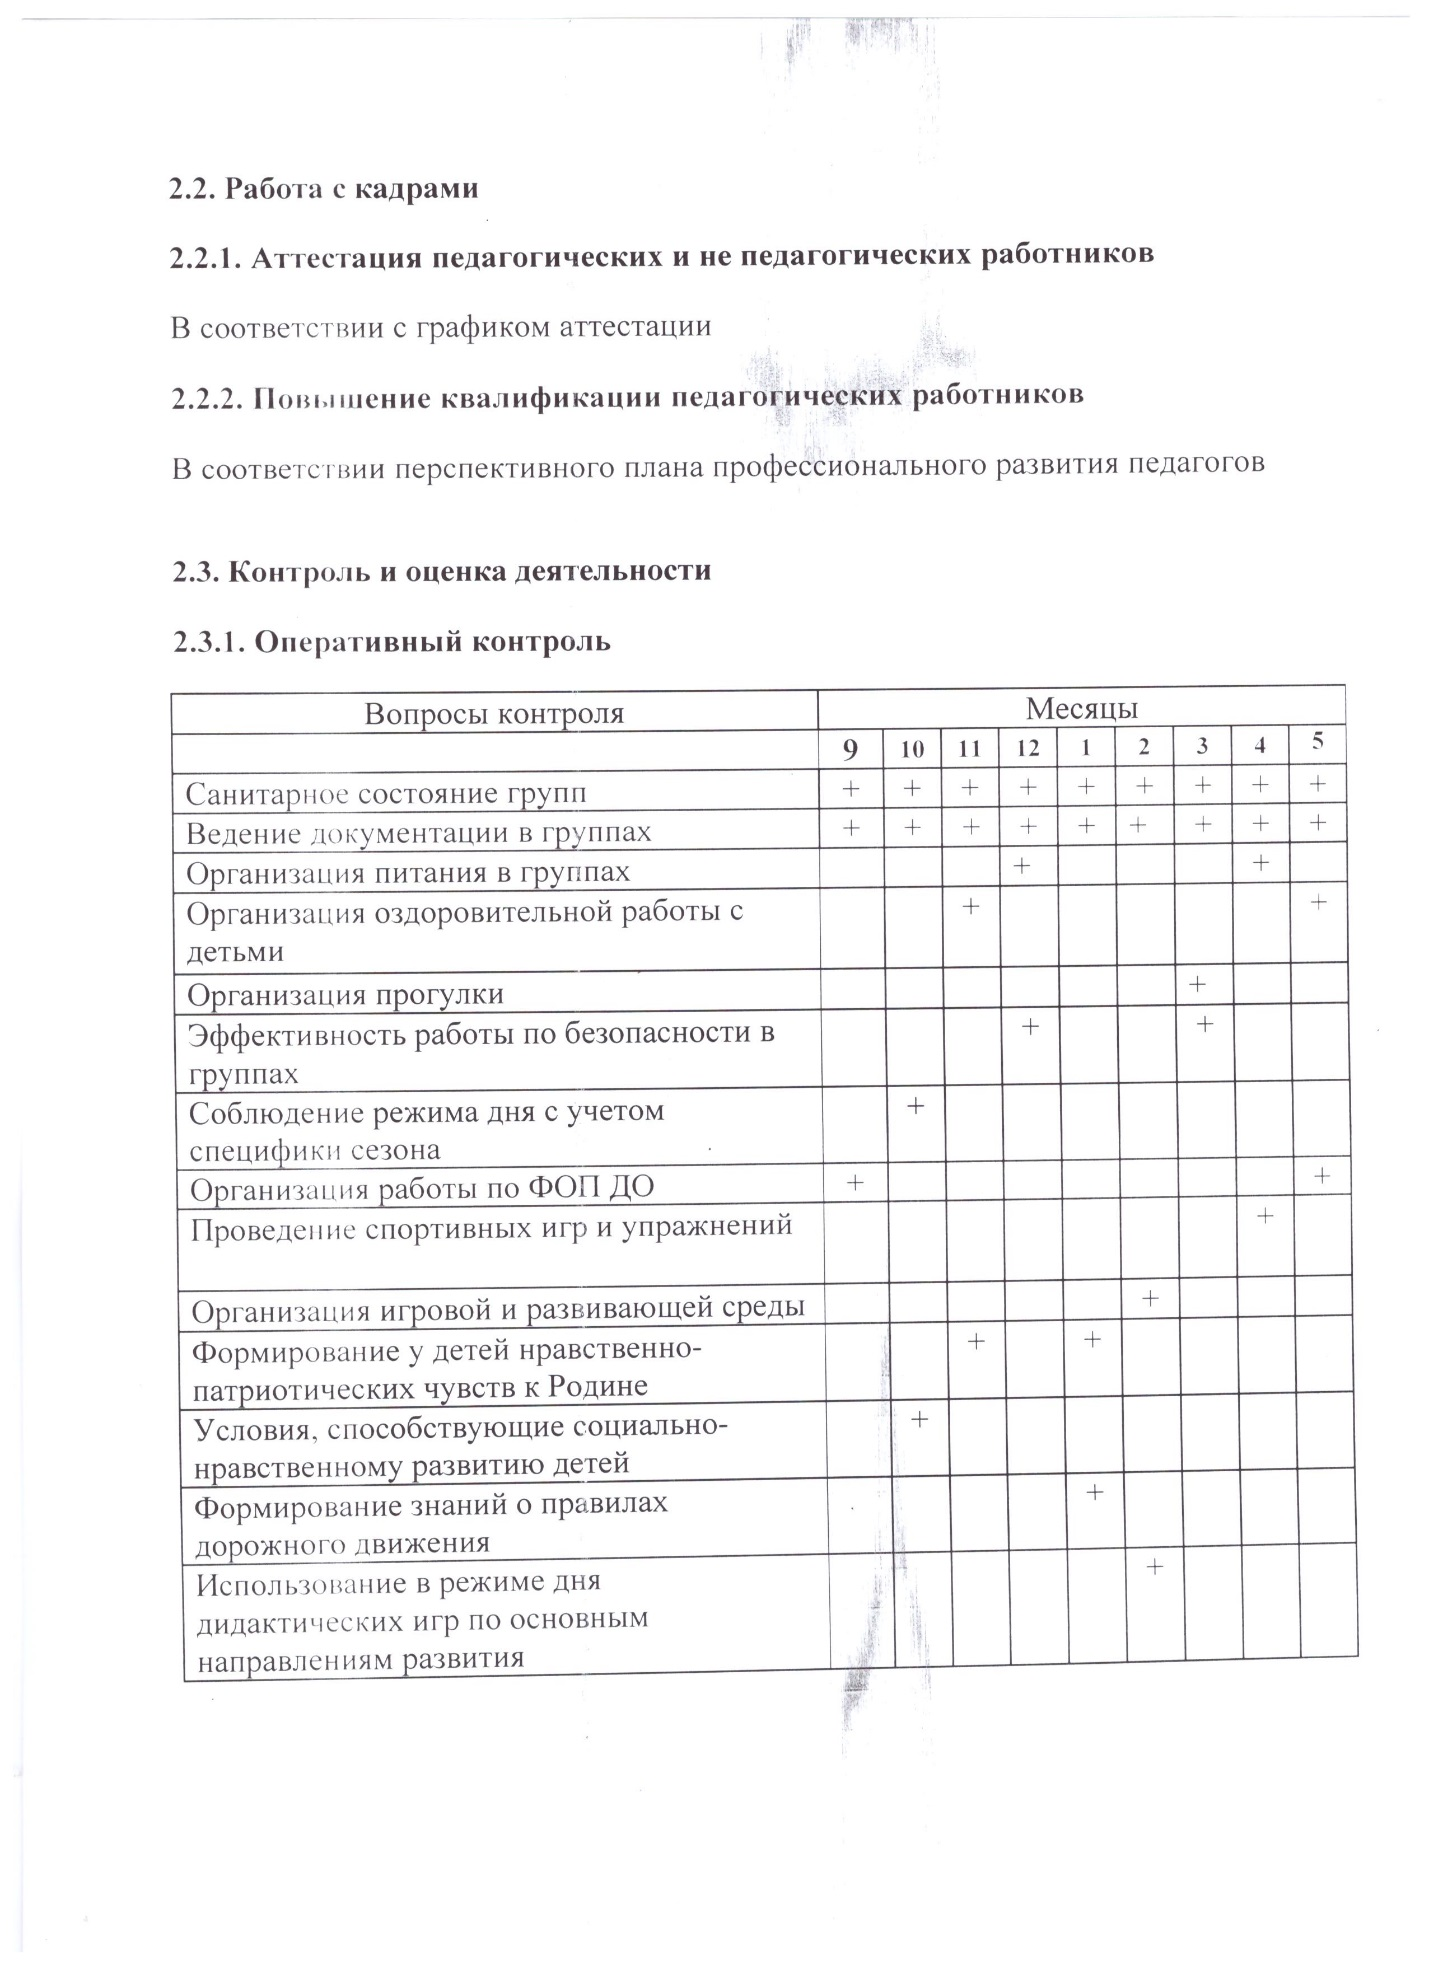 2.2. Работа с кадрами
2.2.1. Аттестация педагогических и не педагогических работников
В соответствии с графиком аттестации
2.2.2. Повышение квалификации педагогических работников
В соответствии перспективного плана профессионального развития педагогов
2.3. Контроль и оценка деятельности
2.3.1. Оперативный контроль
Вопросы контроля Месяцы
9 10 11 12 1 2 3 4 5
Санитарное состояние групп + + + + + + + + +
Ведение документации в группах + + + + + + + + +
Организация питания в группах + +
Организация оздоровительной работы с + +
детьми
Организация прогулки +
Эффективность работы по безопасности в + +
группах
Соблюдение режима дня с учетом +
специфики сезона
Организация работы по ФОП ДО + +
Проведение спортивных игр и упражнений +
Организация игровой и развивающей среды +
Формирование у детей нравственно- + +
патриотических чувств к Родине
Условия, способствующие социально- +
нравственному развитию детей
Формирование знаний о правилах +
дорожного движения
Использование в режиме дня +
дидактических игр по основным
направлениям развития